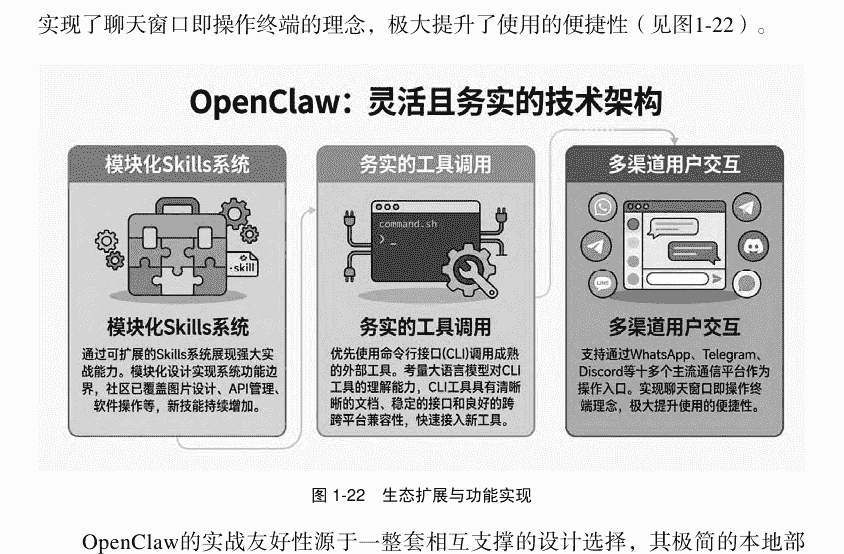 实现了聊天窗口即操作终端的理念，极大提升了使用的便捷性（见图1-22）。
OpenClaw：灵活且务实的技术架构
模块化Skills系统
.skill
模块化Skills系统
通过可扩展的Skills系统展现强大实
战能力。模块化设计实现系统功能边
界，社区已覆盖图片设计、API管理、
软件操作等，新技能持续增加。
务实的工具调用
command.sh
❯ _
务实的工具调用
优先使用命令行接口(CLI)调用成熟
的外部工具。考量大语言模型对CLI
工具的理解能力，CLI工具具有清晰
晰的文档、稳定的接口和良好的跨
跨平台兼容性，快速接入新工具。
多渠道用户交互
LINE
多渠道用户交互
支持通过WhatsApp、Telegram、
Discord等十多个主流通信平台作为
操作入口。实现聊天窗口即操作终
端理念，极大提升使用的便捷性。
图 1-22 生态扩展与功能实现
OpenClaw的实战友好性源于一整套相互支撑的设计选择，其极简的本地部